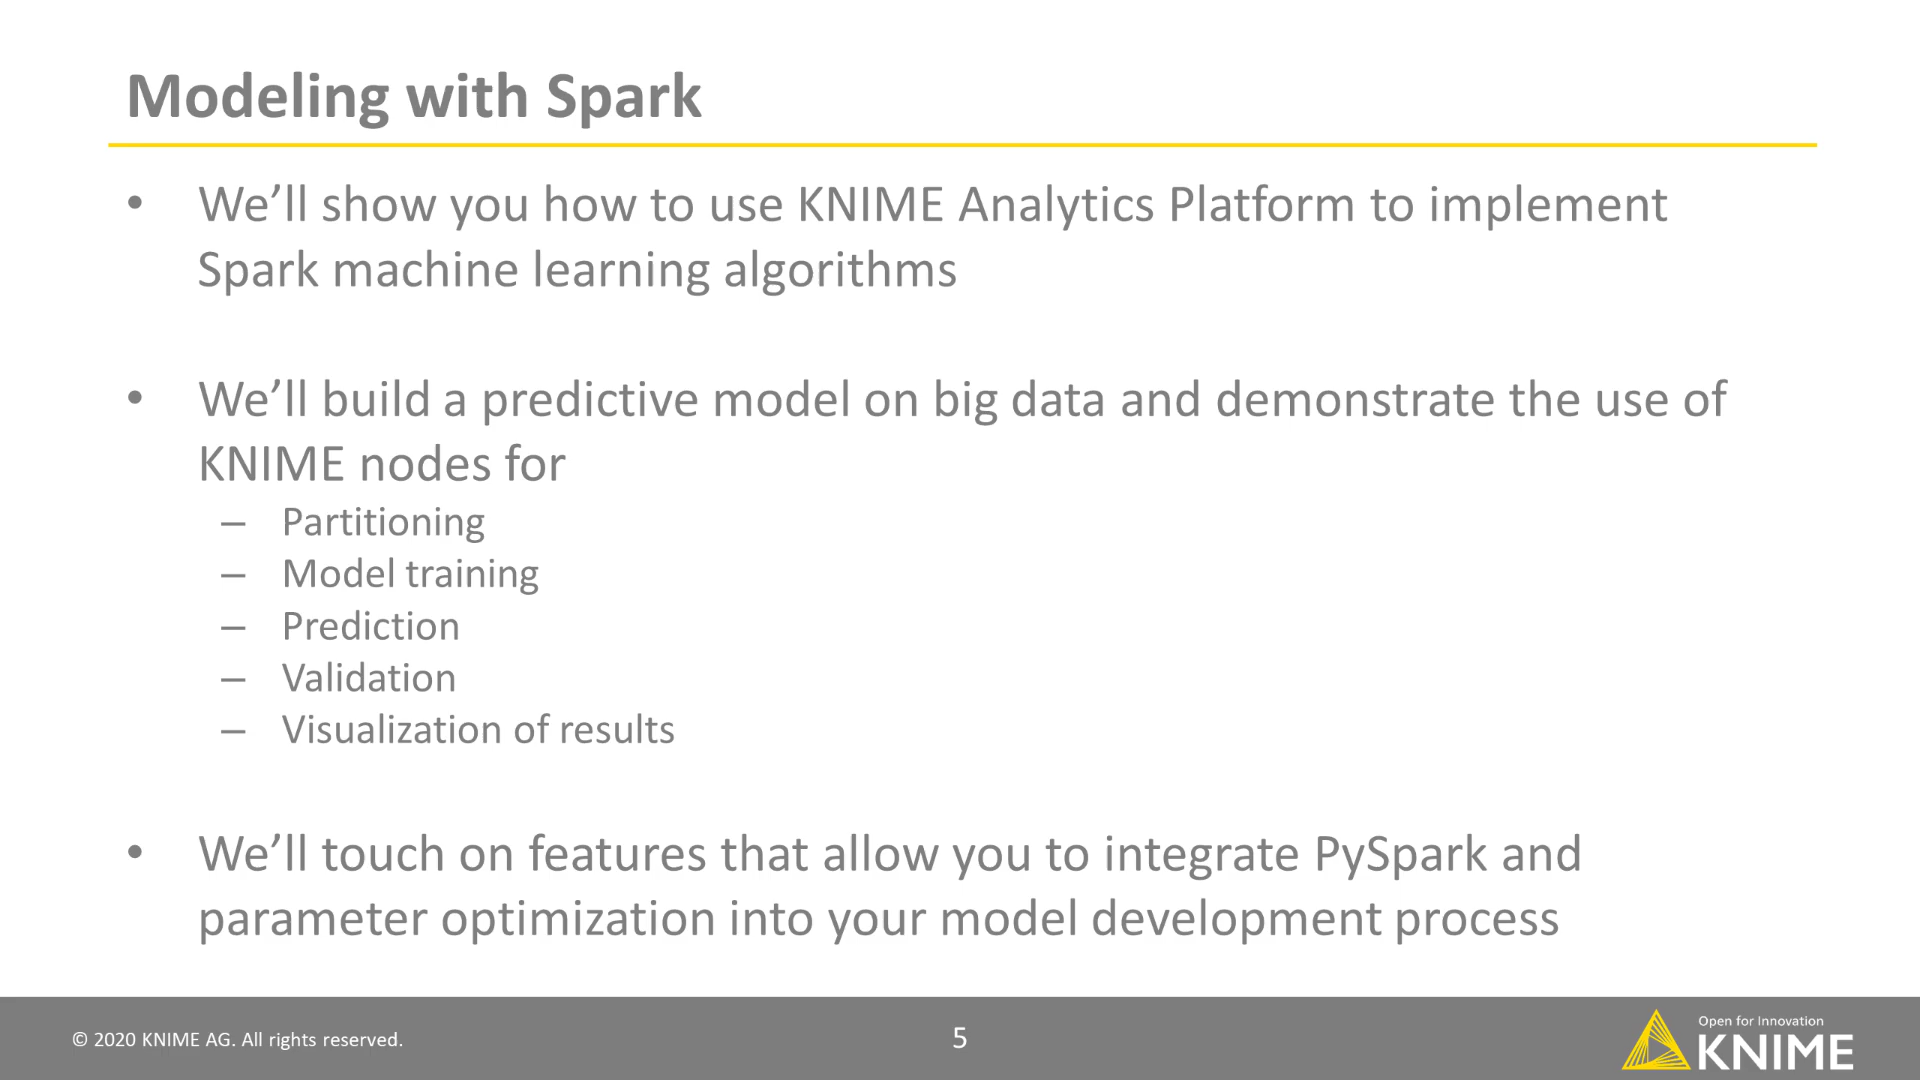 Modeling with Spark
• We’ll show you how to use KNIME Analytics Platform to implement
Spark machine learning algorithms
• We’ll build a predictive model on big data and demonstrate the use of
KNIME nodes for
– Partitioning
– Model training
– Prediction
– Validation
– Visualization of results
• We’ll touch on features that allow you to integrate PySpark and
parameter optimization into your model development process
© 2020 KNIME AG. All rights reserved.
5
Open for Innovation
KNIME